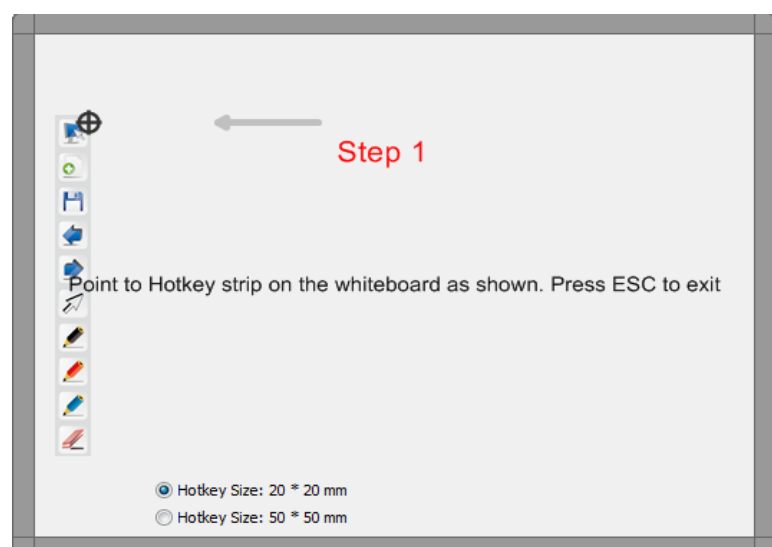 Step 1
Point to Hotkey strip on the whiteboard as shown. Press ESC to exit
Hotkey Size: 20 * 20 mm
Hotkey Size: 50 * 50 mm